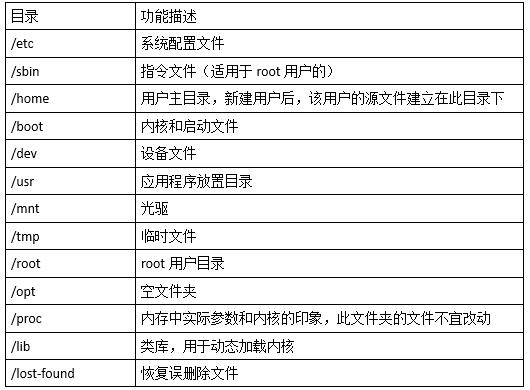 目录 功能描述
/etc 系统配置文件
/sbin 指令文件（适用于 root 用户的）
/home 用户主目录，新建用户后，该用户的源文件建立在此目录下
/boot 内核和启动文件
/dev 设备文件
/usr 应用程序放置目录
/mnt 光驱
/tmp 临时文件
/root root 用户目录
/opt 空文件夹
/proc 内存中实际参数和内核的印象，此文件夹的文件不宜改动
/lib 类库，用于动态加载内核
/lost-found 恢复误删除文件